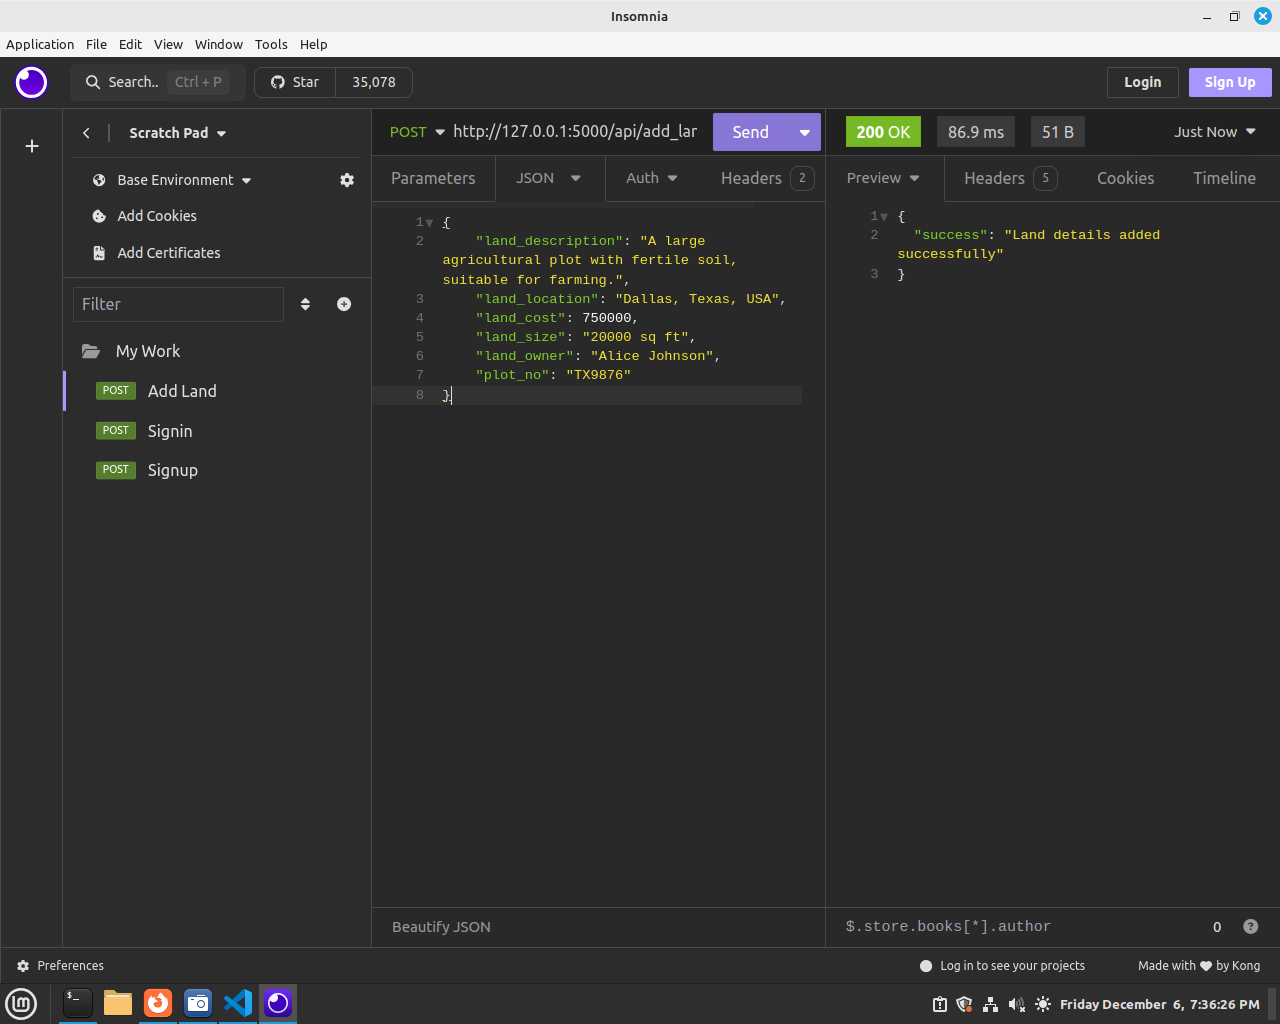 Insomnia
Application File Edit View Window Tools Help
Search.. Ctrl + P Star 35,078 Login Sign Up
Scratch Pad
Base Environment
Add Cookies
Add Certificates
Filter
My Work
POST Add Land
POST Signin
POST Signup
POST http://127.0.0.1:5000/api/add_lar Send
Parameters JSON Auth Headers 2
1 {
2 "land_description": "A large
agricultural plot with fertile soil,
suitable for farming.",
3 "land_location": "Dallas, Texas, USA",
4 "land_cost": 750000,
5 "land_size": "20000 sq ft",
6 "land_owner": "Alice Johnson",
7 "plot_no": "TX9876"
8 }
Beautify JSON
200 OK 86.9 ms 51 B Just Now
Preview Headers 5 Cookies Timeline
1 {
2 "success": "Land details added
successfully"
3 }
$.store.books[*].author 0 ?
Preferences Log in to see your projects Made with ♥ by Kong
Friday December 6, 7:36:26 PM